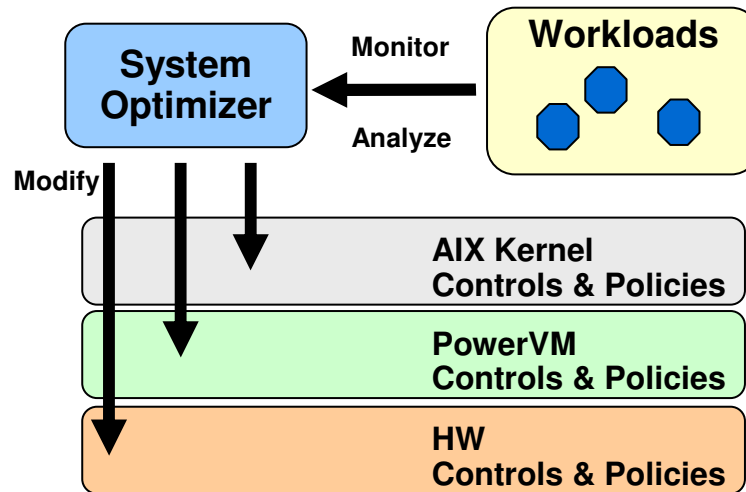 System
Optimizer
Monitor
Analyze
Workloads
Modify
AIX Kernel
Controls & Policies
PowerVM
Controls & Policies
HW
Controls & Policies